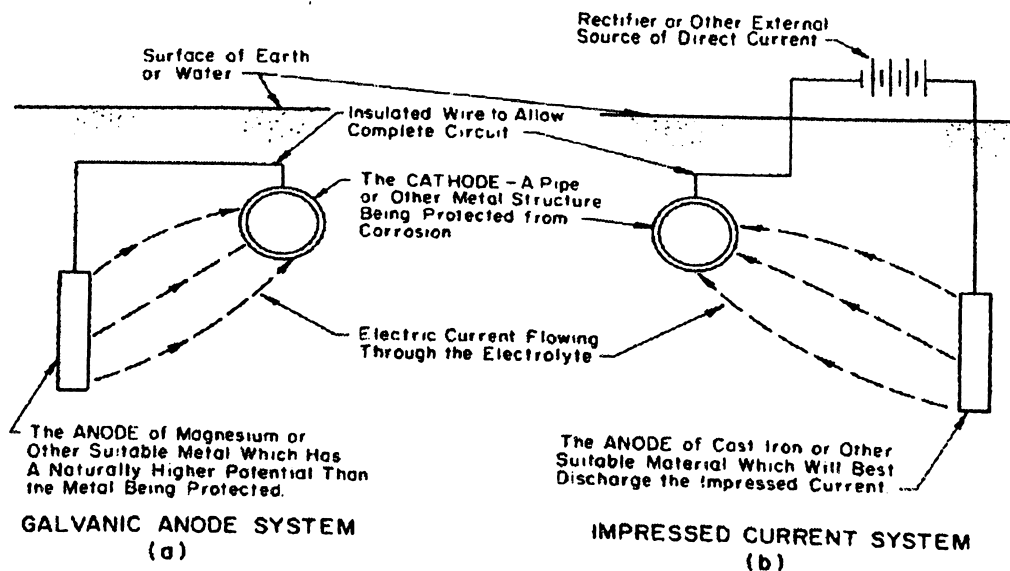 Rectifier or Other External
Source of Direct Current
Surface of Earth
or Water
Insulated Wire to Allow
Complete Circuit
The CATHODE - A Pipe
or Other Metal Structure
Being Protected from
Corrosion
Electric Current Flowing
Through the Electrolyte
The ANODE of Magnesium or
Other Suitable Metal Which Has
A Naturally Higher Potential Than
the Metal Being Protected.
The ANODE of Cast Iron or Other
Suitable Material Which Will Best
Discharge the Impressed Current
GALVANIC ANODE SYSTEM
(a)
IMPRESSED CURRENT SYSTEM
(b)